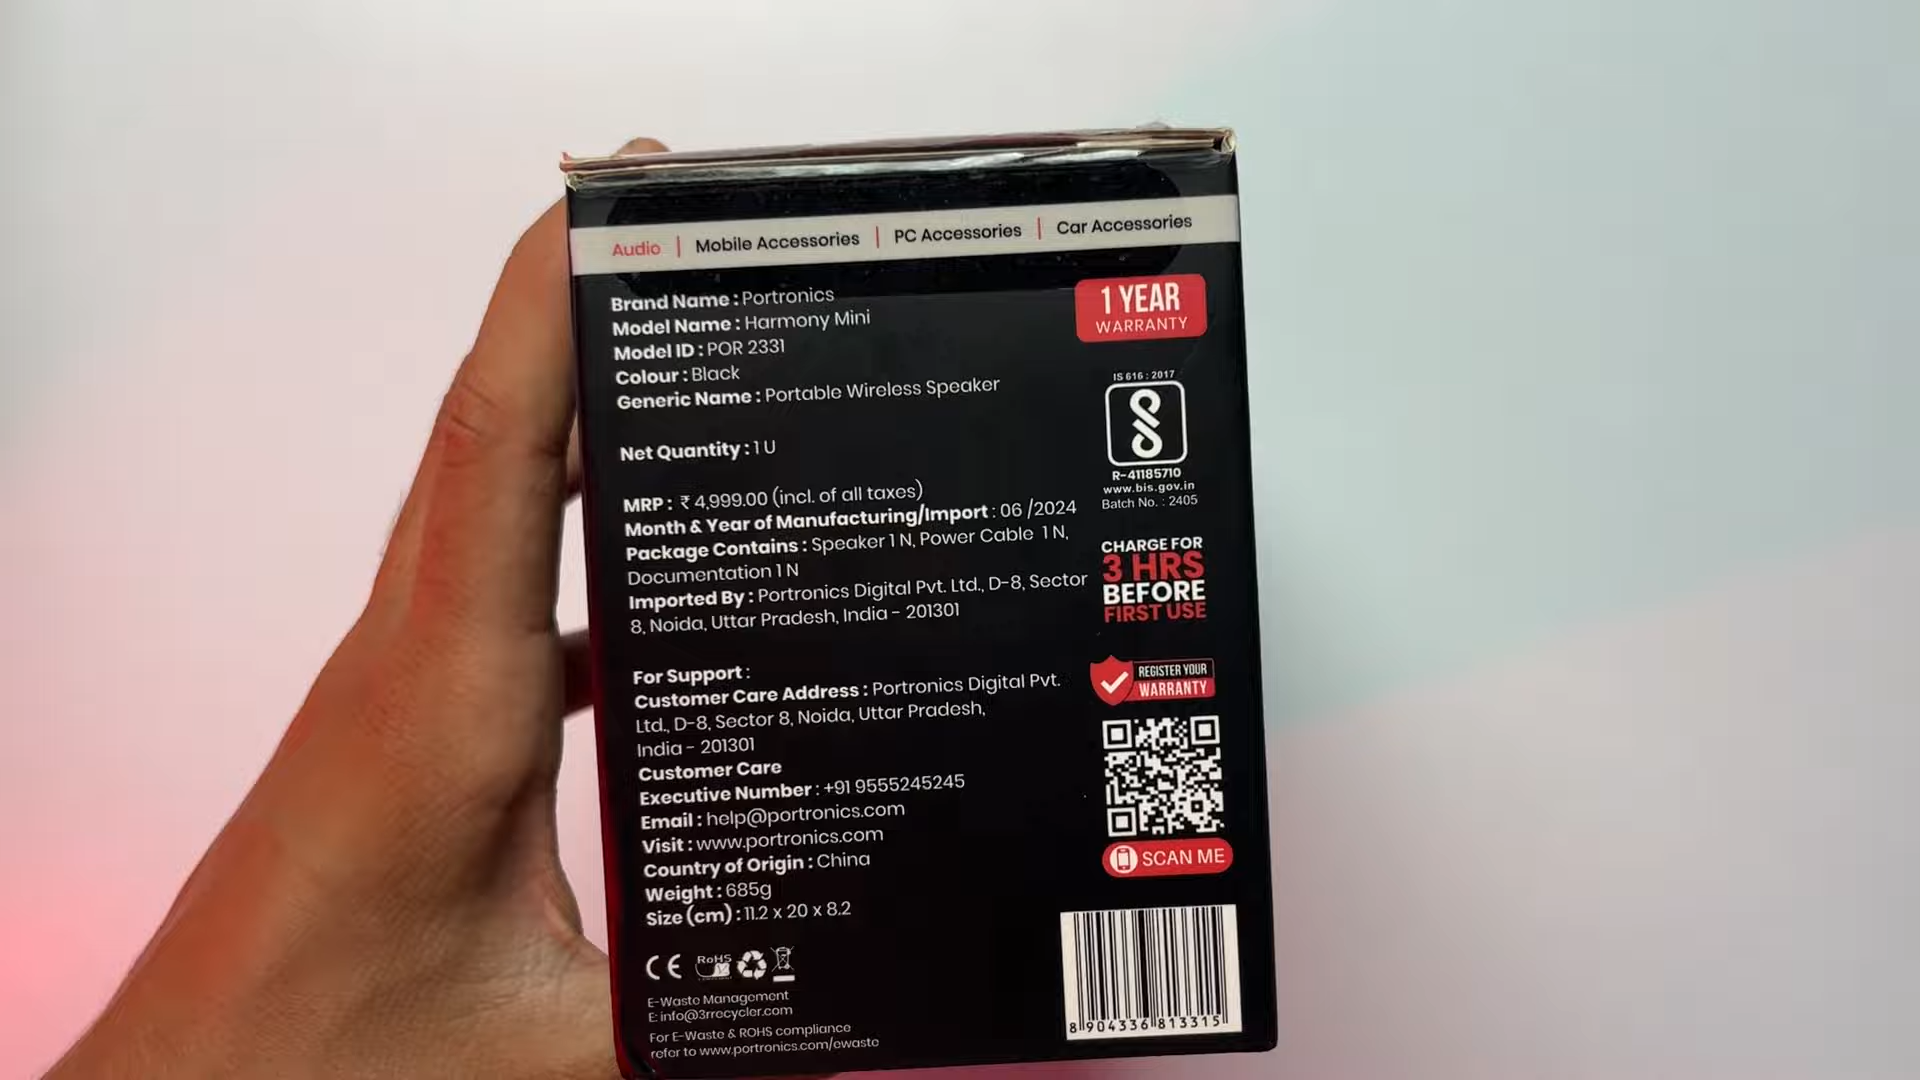 Audio | Mobile Accessories | PC Accessories | Car Accessories
Brand Name : Portronics
Model Name : Harmony Mini
Model ID : POR 2331
Colour : Black
Generic Name : Portable Wireless Speaker
Net Quantity : 1 U
MRP : ₹ 4,999.00 (incl. of all taxes)
Month & Year of Manufacturing/Import : 06 /2024
Package Contains : Speaker 1 N, Power Cable 1 N,
Documentation 1 N
Imported By : Portronics Digital Pvt. Ltd., D-8, Sector
8, Noida, Uttar Pradesh, India - 201301
For Support :
Customer Care Address : Portronics Digital Pvt.
Ltd., D-8, Sector 8, Noida, Uttar Pradesh,
India - 201301
Customer Care
Executive Number : +91 9555245245
Email : help@portronics.com
Visit : www.portronics.com
Country of Origin : China
Weight : 685g
Size (cm) : 11.2 x 20 x 8.2
CE RoHS
E-Waste Management
E: info@3rrecycler.com
For E-Waste & ROHS compliance
refer to www.portronics.com/ewaste
1 YEAR
WARRANTY
IS 616 : 2017
R-41185710
www.bis.gov.in
Batch No. : 2405
CHARGE FOR
3 HRS
BEFORE
FIRST USE
REGISTER YOUR
WARRANTY
SCAN ME
8 904336 813315